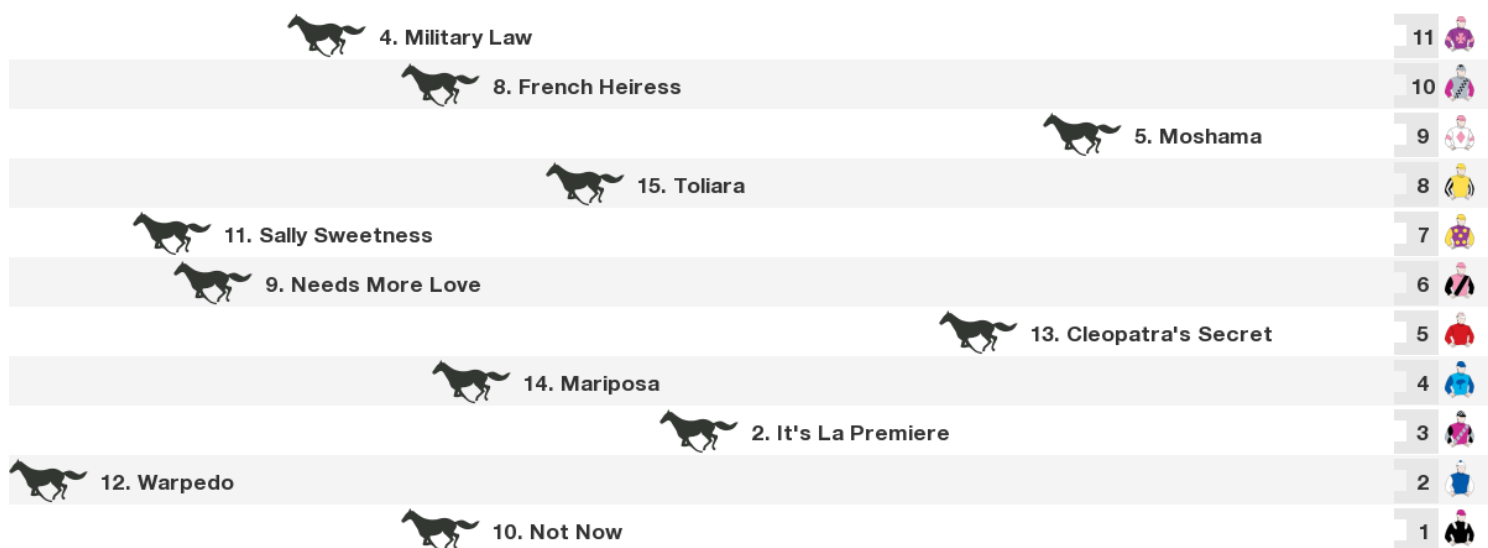 4. Military Law 11
8. French Heiress 10
5. Moshama 9
15. Toliara 8
11. Sally Sweetness 7
9. Needs More Love 6
13. Cleopatra's Secret 5
14. Mariposa 4
2. It's La Premiere 3
12. Warpedo 2
10. Not Now 1